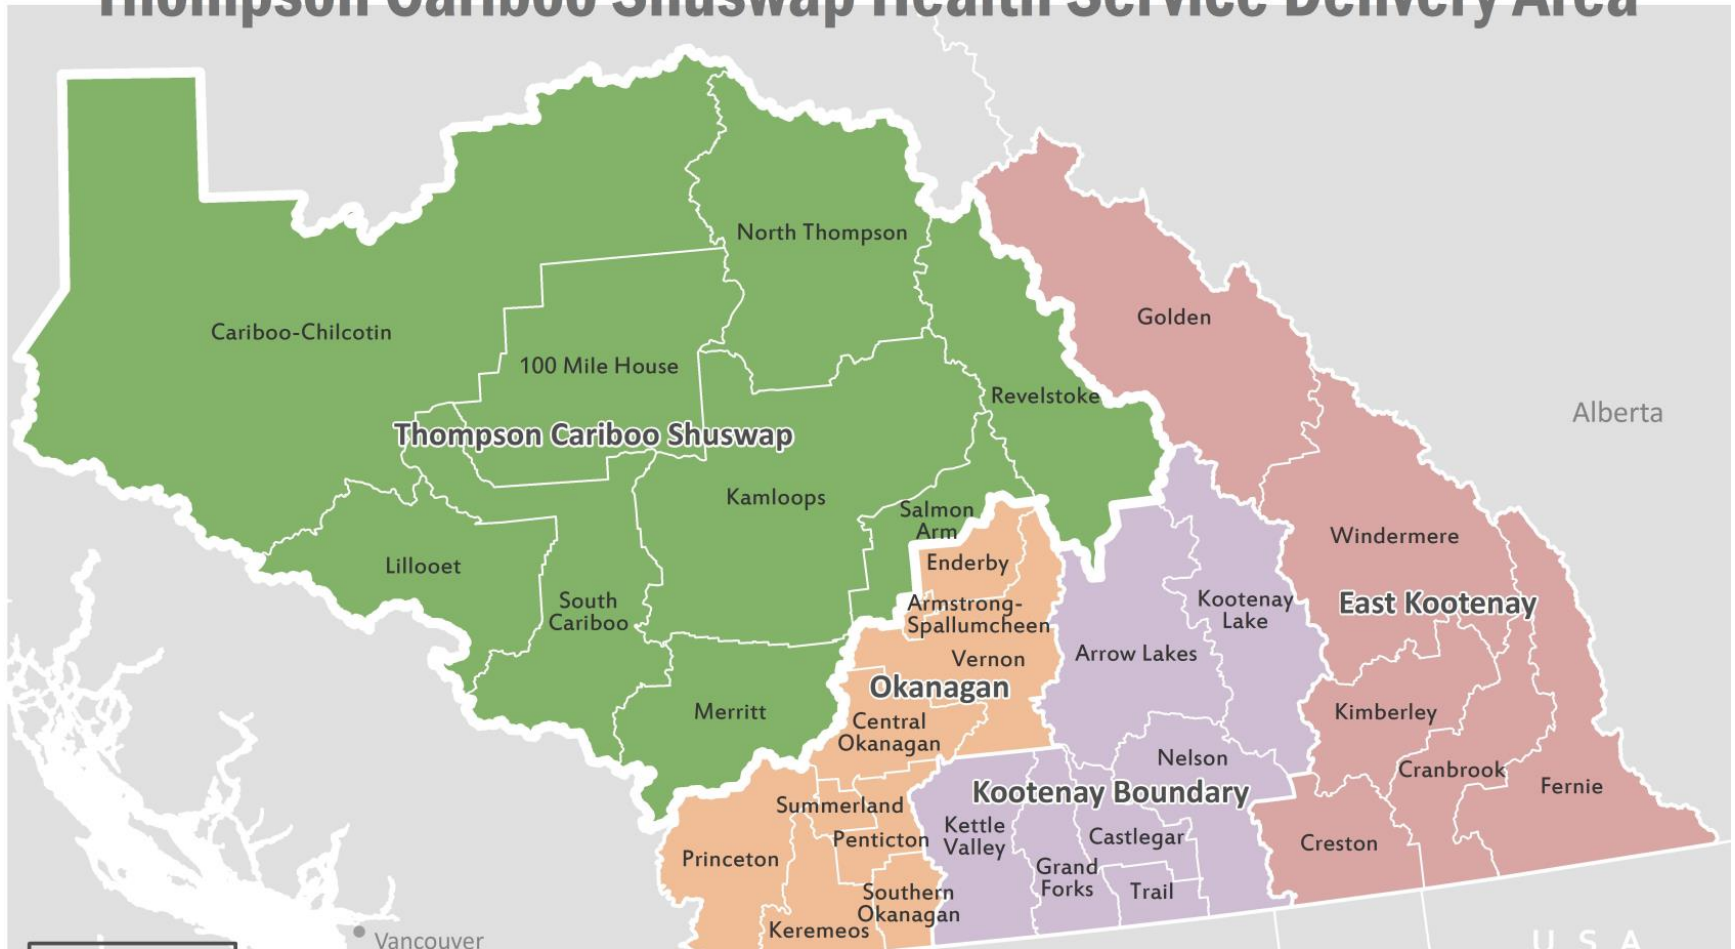 Thompson Cariboo Shuswap Health Service Delivery Area
North Thompson
Golden
Cariboo-Chilcotin
100 Mile House
Revelstoke
Alberta
Thompson Cariboo Shuswap
Kamloops
Salmon
Arm
Windermere
Enderby
Lillooet
South
Cariboo
Armstrong-
Spallumcheen
Kootenay
Lake
East Kootenay
Vernon
Arrow Lakes
Okanagan
Merritt
Central
Okanagan
Kimberley
Nelson
Cranbrook
Kootenay Boundary
Fernie
Summerland
Kettle
Valley
Castlegar
Penticton
Creston
Princeton
Grand
Forks
Trail
Southern
Okanagan
Keremeos
Vancouver
U S A